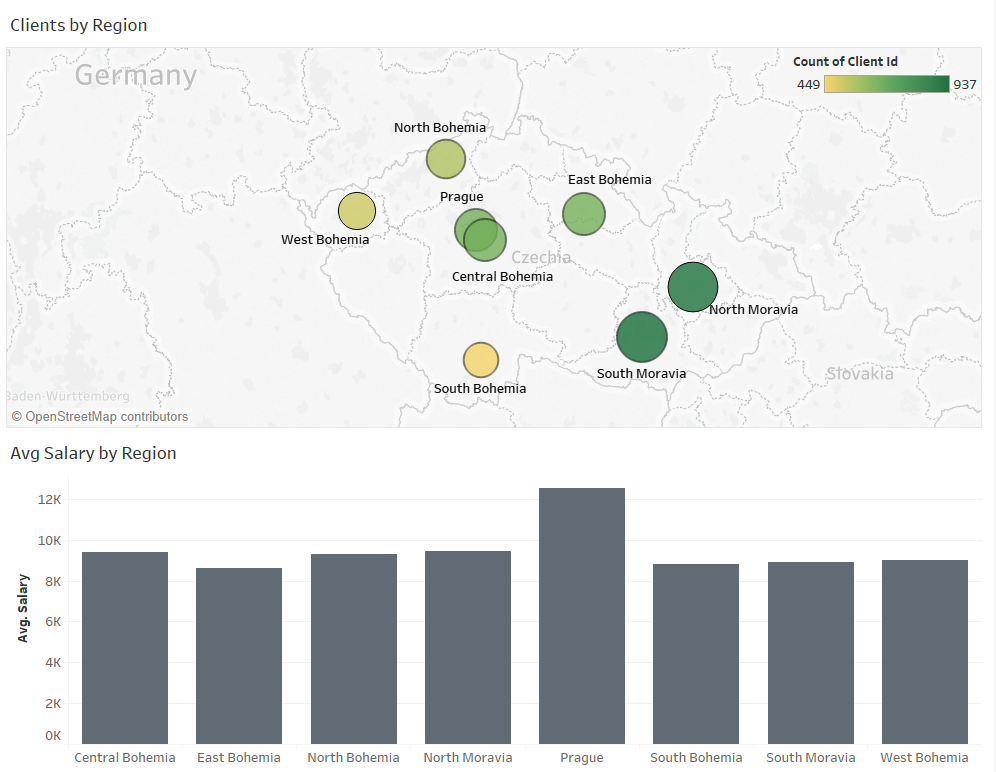 Clients by Region
Germany
Count of Client Id
449 937
North Bohemia
East Bohemia
Prague
West Bohemia
Czechia
Central Bohemia
North Moravia
South Moravia
Slovakia
South Bohemia
Baden-Württemberg
© OpenStreetMap contributors
Avg Salary by Region
Avg. Salary
12K
10K
8K
6K
4K
2K
0K
Central Bohemia East Bohemia North Bohemia North Moravia Prague South Bohemia South Moravia West Bohemia